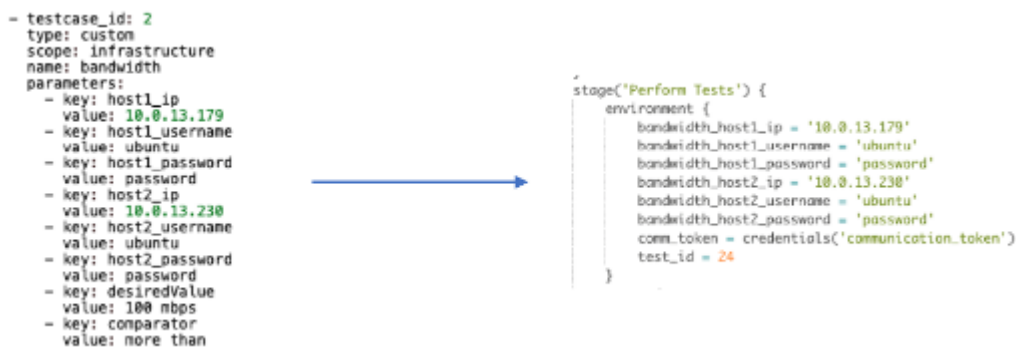 - testcase_id: 2
type: custom
scope: infrastructure
name: bandwidth
parameters:
- key: host1_ip
value: 10.0.13.179
- key: host1_username
value: ubuntu
- key: host1_password
value: password
- key: host2_ip
value: 10.0.13.230
- key: host2_username
value: ubuntu
- key: host2_password
value: password
- key: desiredValue
value: 100 mbps
- key: comparator
value: more than
stage('Perform Tests') {
environment {
bandwidth_host1_ip = '10.0.13.179'
bandwidth_host1_username = 'ubuntu'
bandwidth_host1_password = 'password'
bandwidth_host2_ip = '10.0.13.230'
bandwidth_host2_username = 'ubuntu'
bandwidth_host2_password = 'password'
comm_token = credentials('communication_token')
test_id = 24
}